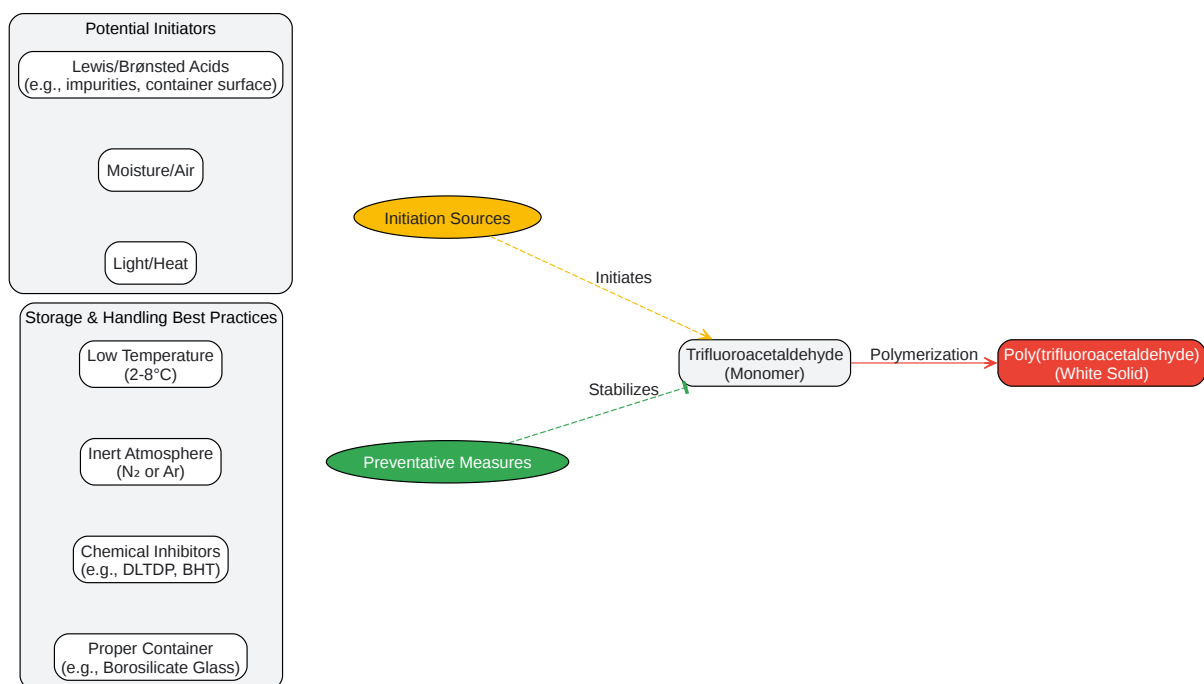 Potential Initiators
Lewis/Brønsted Acids
(e.g., impurities, container surface)
Moisture/Air
Light/Heat
Storage & Handling Best Practices
Low Temperature
(2-8°C)
Inert Atmosphere
(N₂ or Ar)
Chemical Inhibitors
(e.g., DLTDP, BHT)
Proper Container
(e.g., Borosilicate Glass)
Initiation Sources
Initiates
Stabilizes
Preventative Measures
Trifluoroacetaldehyde
(Monomer)
Polymerization
Poly(trifluoroacetaldehyde)
(White Solid)